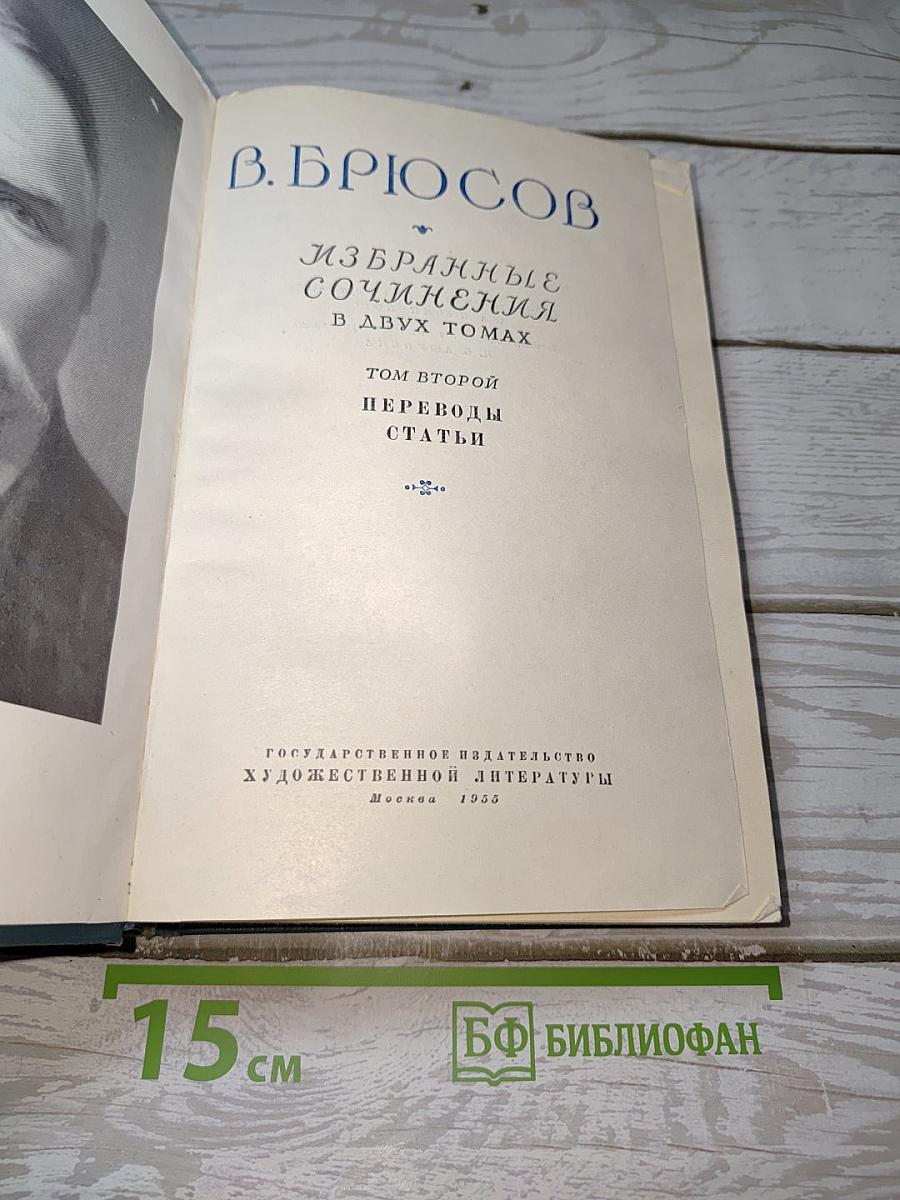 В. БРЮСОВ
ИЗБРАННЫЕ
СОЧИНЕНИЯ
В ДВУХ ТОМАХ
ТОМ ВТОРОЙ
ПЕРЕВОДЫ
СТАТЬИ
ГОСУДАРСТВЕННОЕ ИЗДАТЕЛЬСТВО
ХУДОЖЕСТВЕННОЙ ЛИТЕРАТУРЫ
Москва 1955
15 см
БФ БИБЛИОФАН